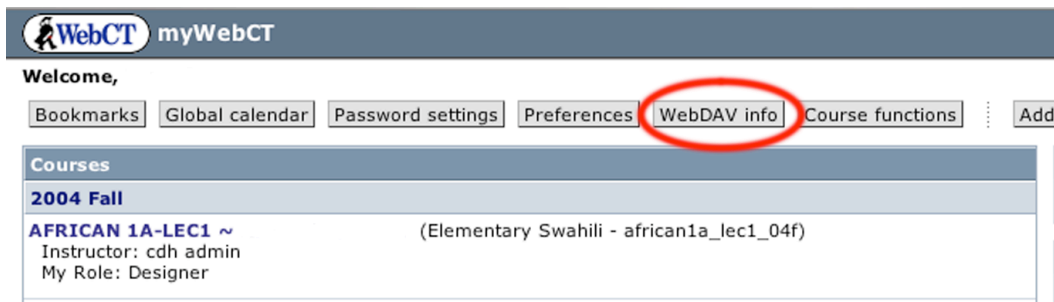 WebCT myWebCT
Welcome,
Bookmarks Global calendar Password settings Preferences WebDAV info Course functions Add
Courses
2004 Fall
AFRICAN 1A-LEC1 ~ (Elementary Swahili - african1a_lec1_04f)
Instructor: cdh admin
My Role: Designer